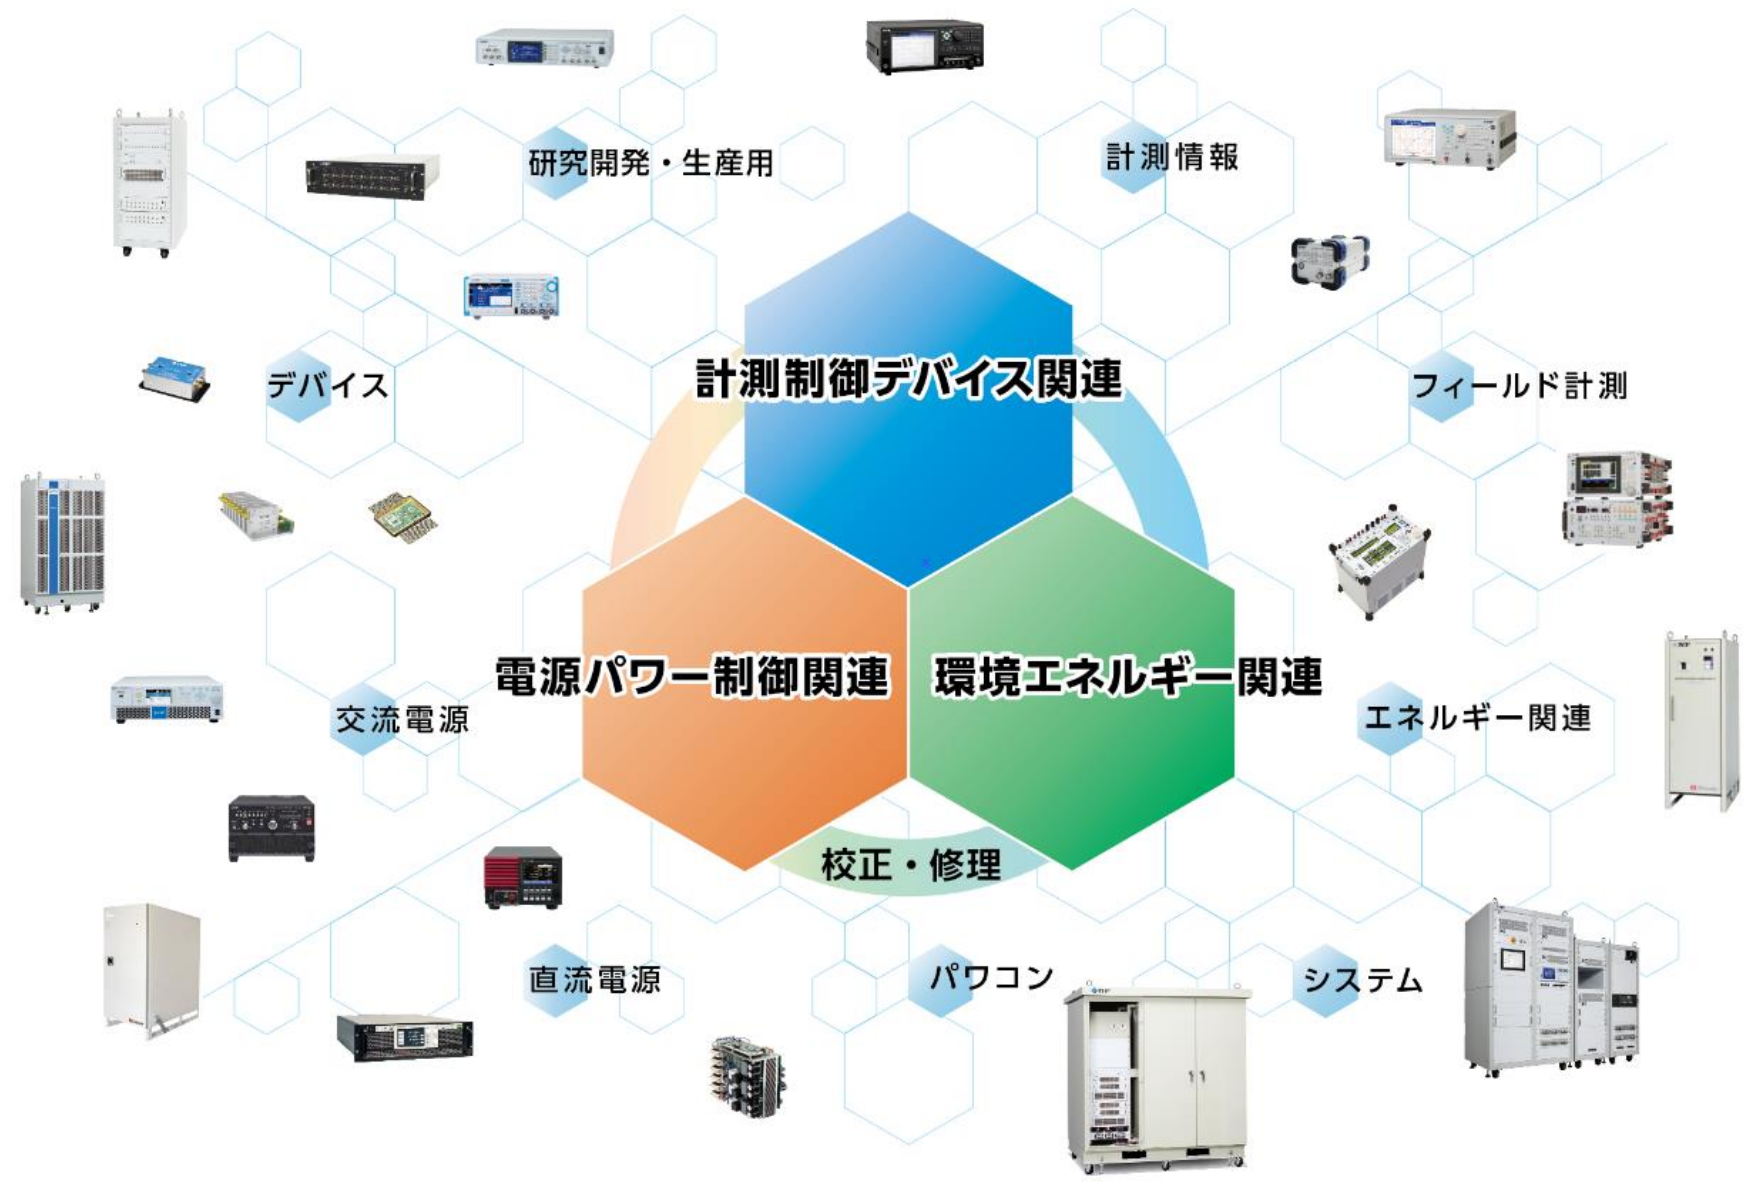 研究開発・生産用
計測情報
デバイス
計測制御デバイス関連
フィールド計測
電源パワー制御関連
環境エネルギー関連
交流電源
エネルギー関連
校正・修理
直流電源
パワコン
システム